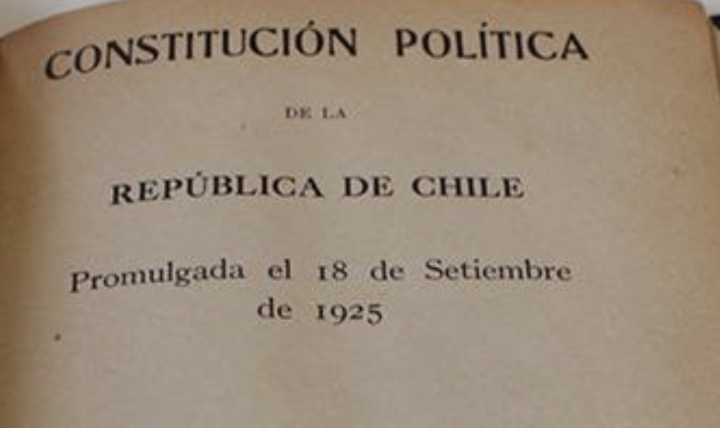 CONSTITUCIÓN POLÍTICA
DE LA
REPÚBLICA DE CHILE
Promulgada el 18 de Setiembre
de 1925